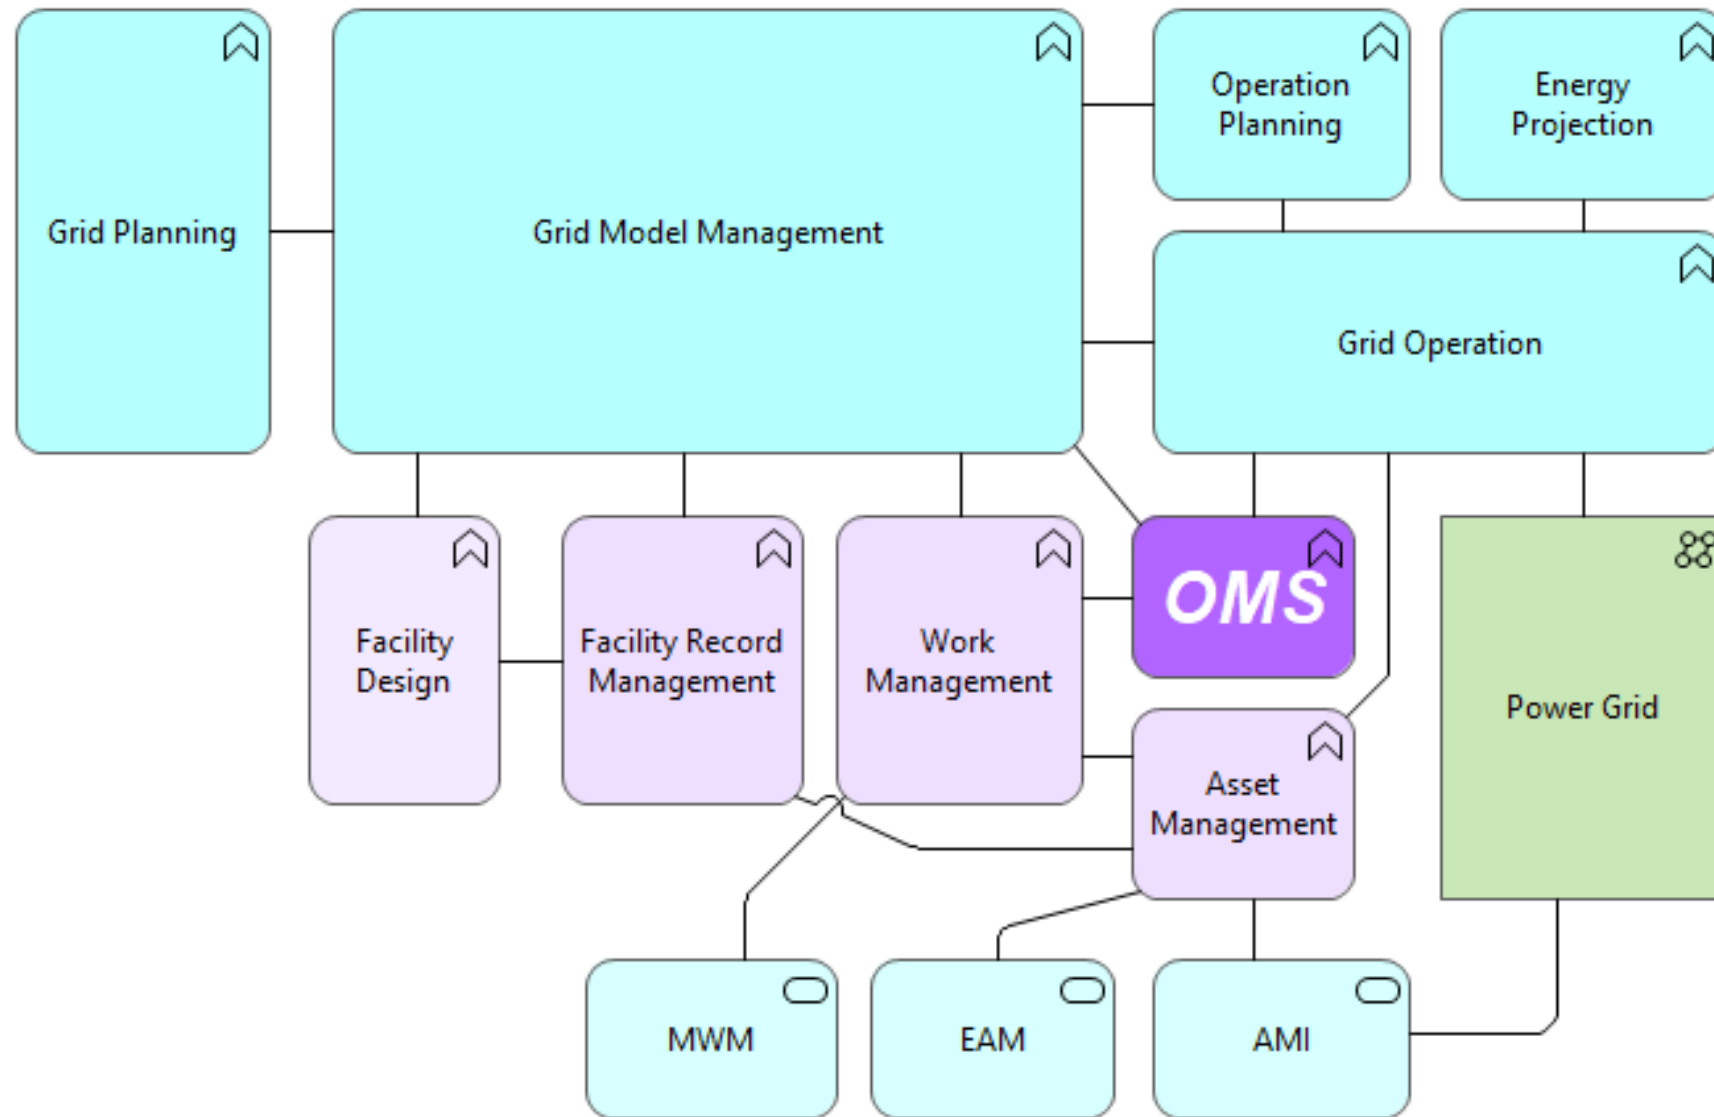 Operation
Planning
Energy
Projection
Grid Planning
Grid Model Management
Grid Operation
OMS
Facility
Design
Facility Record
Management
Work
Management
Power Grid
Asset
Management
MWM
EAM
AMI